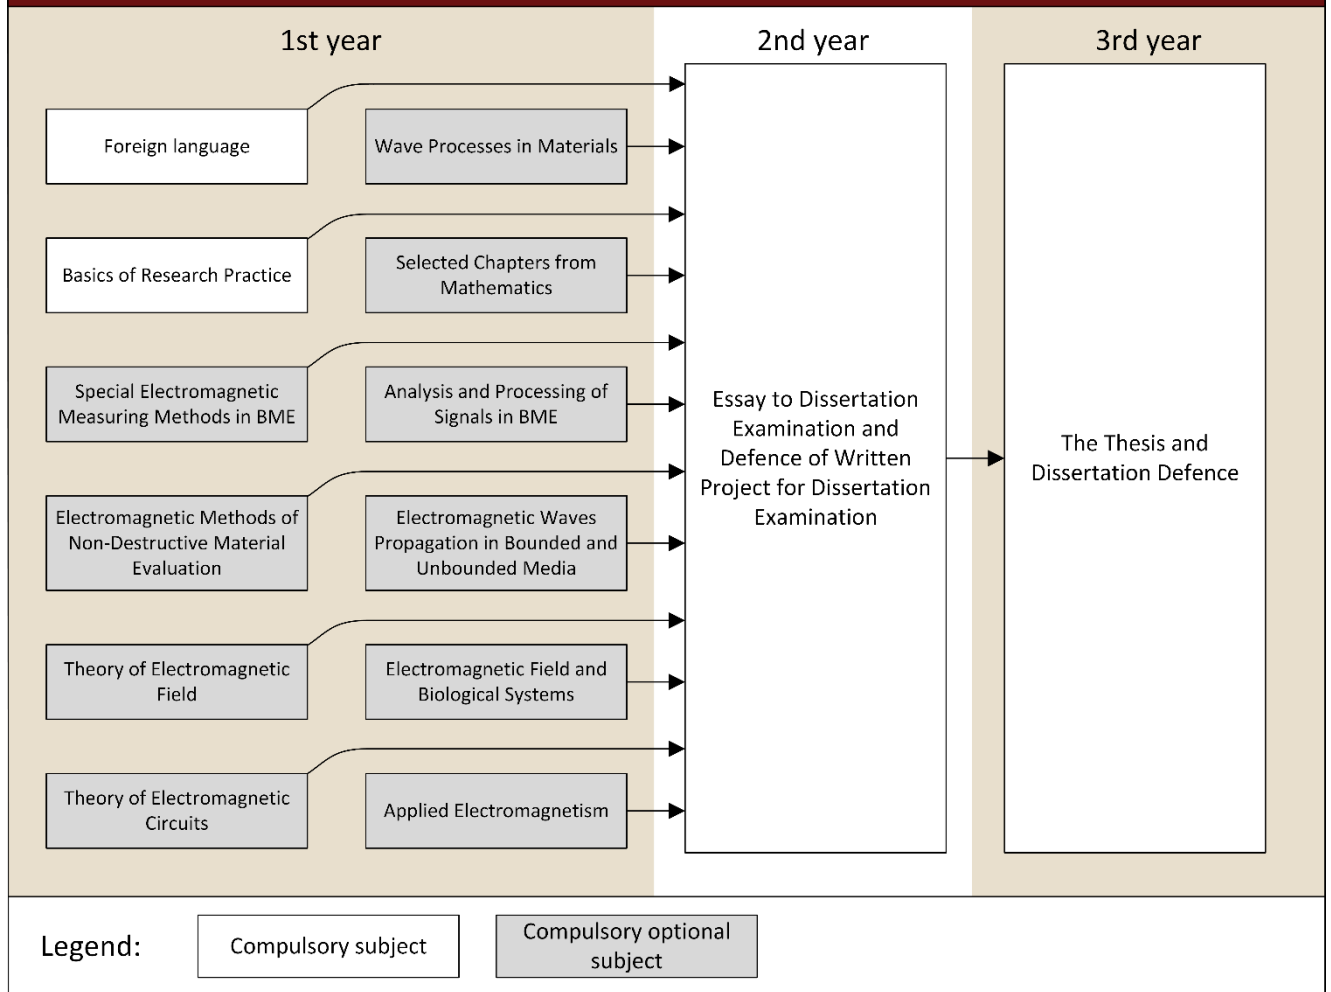 1st year
2nd year
3rd year
Foreign language
Wave Processes in Materials
Basics of Research Practice
Selected Chapters from
Mathematics
Special Electromagnetic
Measuring Methods in BME
Analysis and Processing of
Signals in BME
Electromagnetic Methods of
Non-Destructive Material
Evaluation
Electromagnetic Waves
Propagation in Bounded and
Unbounded Media
Theory of Electromagnetic
Field
Electromagnetic Field and
Biological Systems
Theory of Electromagnetic
Circuits
Applied Electromagnetism
Essay to Dissertation
Examination and
Defence of Written
Project for Dissertation
Examination
The Thesis and
Dissertation Defence
Legend:
Compulsory subject
Compulsory optional
subject